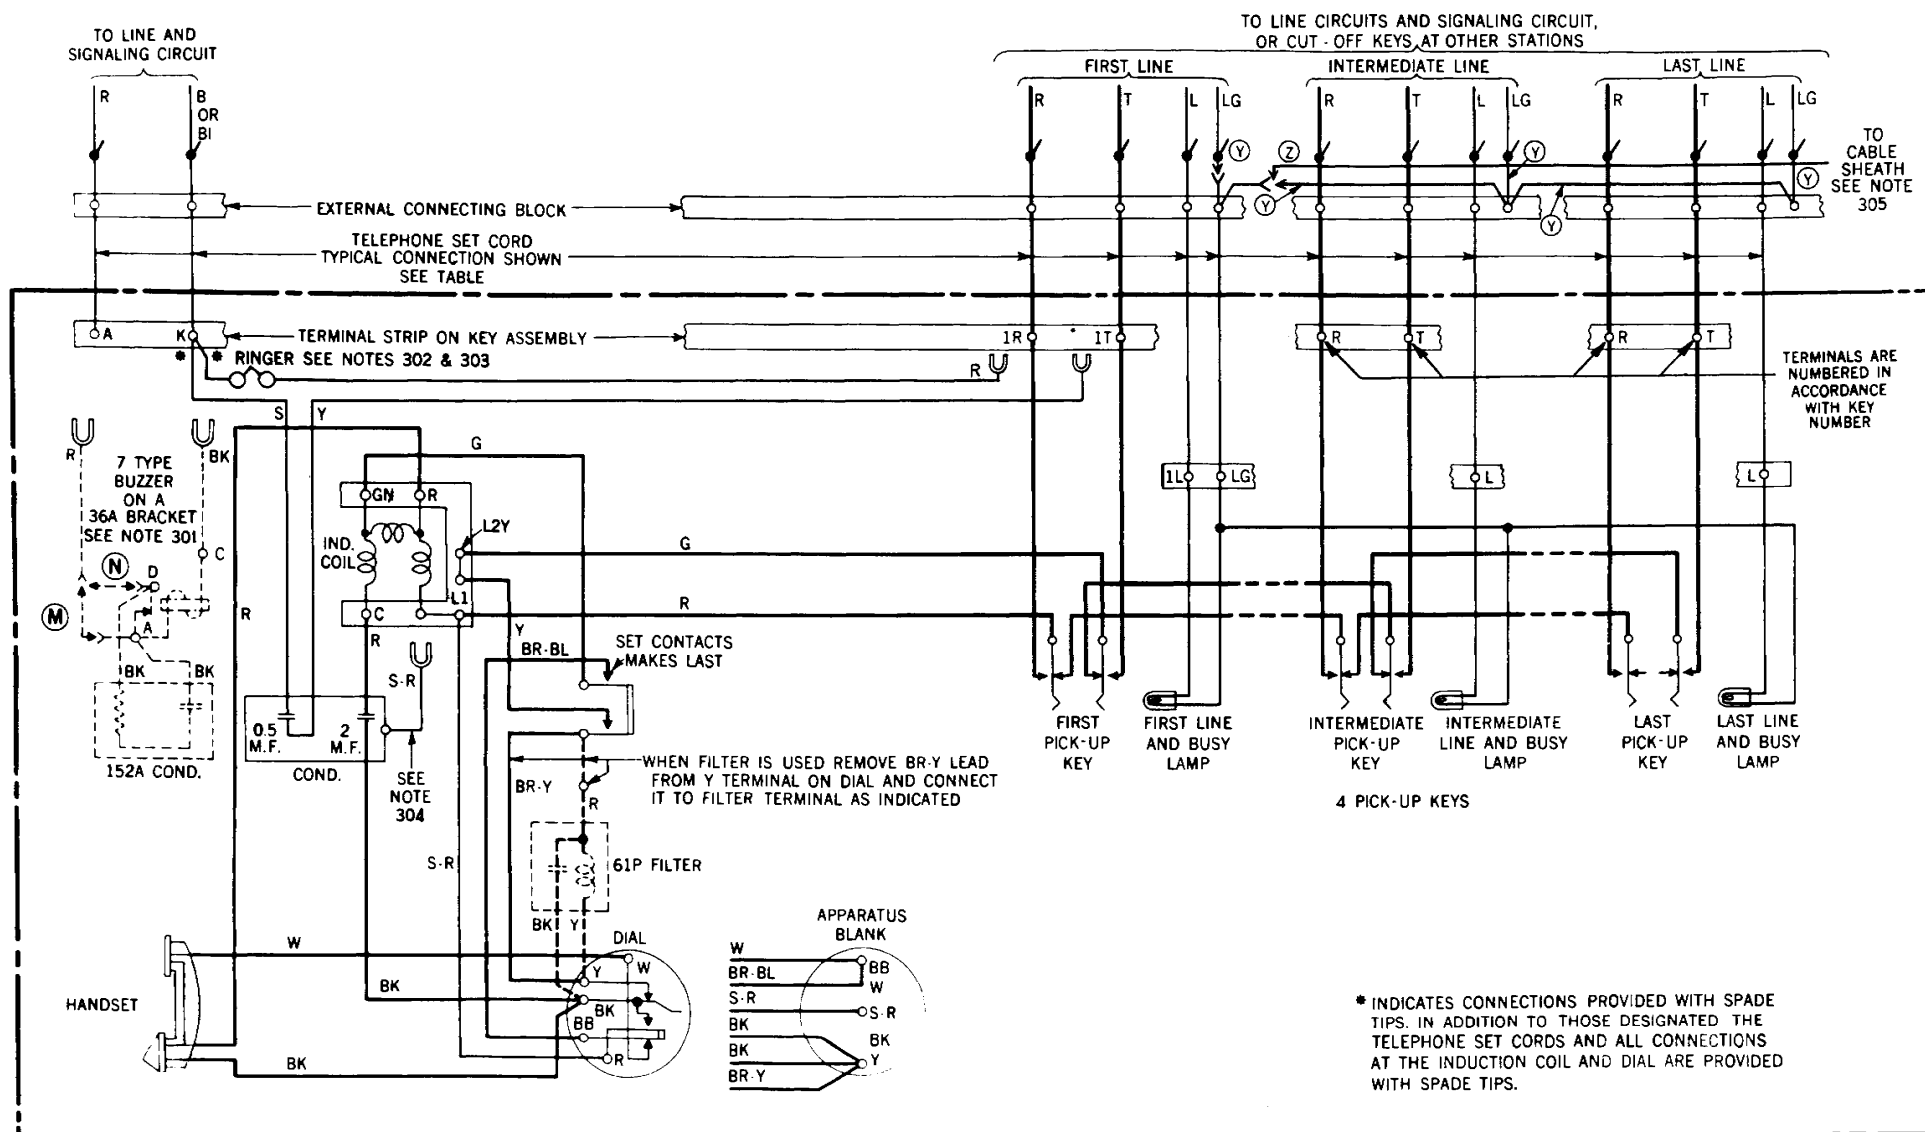 TO LINE AND
SIGNALING CIRCUIT
R
B
OR
BI
TO LINE CIRCUITS AND SIGNALING CIRCUIT,
OR CUT-OFF KEYS AT OTHER STATIONS
FIRST LINE
INTERMEDIATE LINE
LAST LINE
R
T
L
LG
R
T
L
LG
R
T
L
LG
Y
Z
Y
Y
Y
Y
TO
CABLE
SHEATH
SEE NOTE
305
EXTERNAL CONNECTING BLOCK
TELEPHONE SET CORD
TYPICAL CONNECTION SHOWN
SEE TABLE
A
K
TERMINAL STRIP ON KEY ASSEMBLY
1R
1T
R
T
R
T
* * RINGER SEE NOTES 302 & 303
R
TERMINALS ARE
NUMBERED IN
ACCORDANCE
WITH KEY
NUMBER
S
Y
R
BK
7 TYPE
BUZZER
ON A
36A BRACKET
SEE NOTE 301
G
GN
R
1L
LG
L
L
L2Y
IND.
COIL
G
C
N
D
M
A
R
C
L1
R
R
Y
BK
BK
152A COND.
S-R
BR-BL
SET CONTACTS
MAKES LAST
0.5
M.F.
2
M.F.
COND.
SEE
NOTE
304
FIRST
PICK-UP
KEY
FIRST LINE
AND BUSY
LAMP
INTERMEDIATE
PICK-UP
KEY
INTERMEDIATE
LINE AND BUSY
LAMP
LAST
PICK-UP
KEY
LAST LINE
AND BUSY
LAMP
4 PICK-UP KEYS
WHEN FILTER IS USED REMOVE BR-Y LEAD
FROM Y TERMINAL ON DIAL AND CONNECT
IT TO FILTER TERMINAL AS INDICATED
BR-Y
R
S-R
61P FILTER
BK
Y
HANDSET
W
BK
BK
DIAL
W
Y
BK
BB
R
APPARATUS
BLANK
W
BR-BL
S-R
BK
BK
BR-Y
BB
W
S-R
BK
Y
* INDICATES CONNECTIONS PROVIDED WITH SPADE
TIPS. IN ADDITION TO THOSE DESIGNATED THE
TELEPHONE SET CORDS AND ALL CONNECTIONS
AT THE INDUCTION COIL AND DIAL ARE PROVIDED
WITH SPADE TIPS.